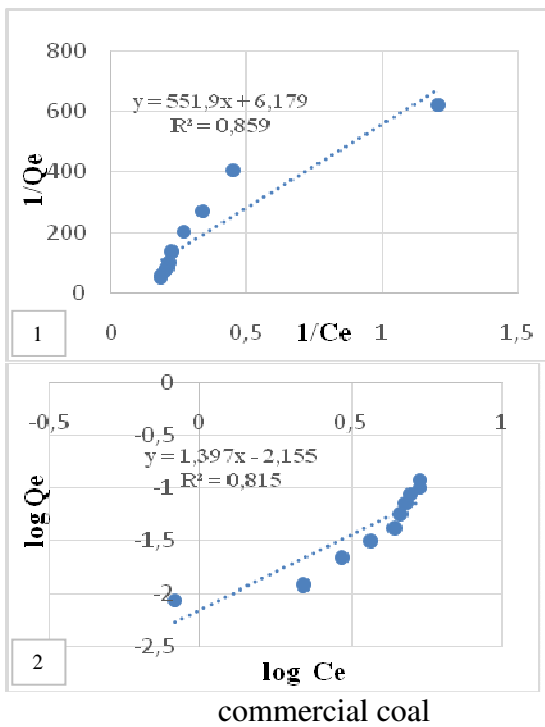 800
y = 551,9x + 6,179
R² = 0,859
600
400
200
0
1/Qe
0
0,5
1
1,5
1/Ce
1
0
-0,5
0
0,5
1
-0,5
y = 1,397x - 2,155
R² = 0,815
-1
-1,5
-2
-2,5
log Qe
log Ce
2
commercial coal